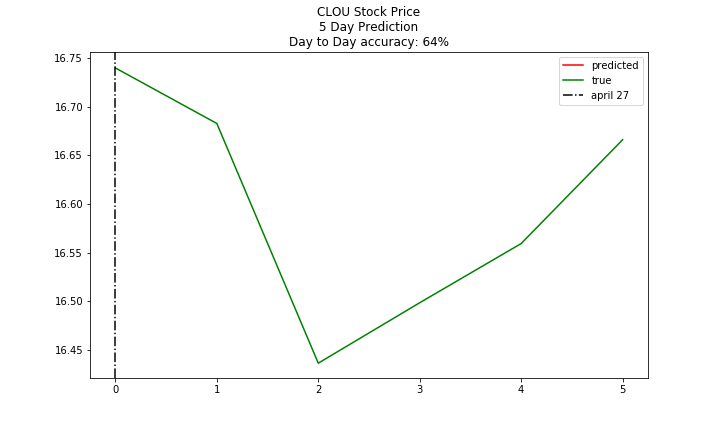 CLOU Stock Price
5 Day Prediction
Day to Day accuracy: 64%
predicted
true
april 27
16.75
16.70
16.65
16.60
16.55
16.50
16.45
0 1 2 3 4 5